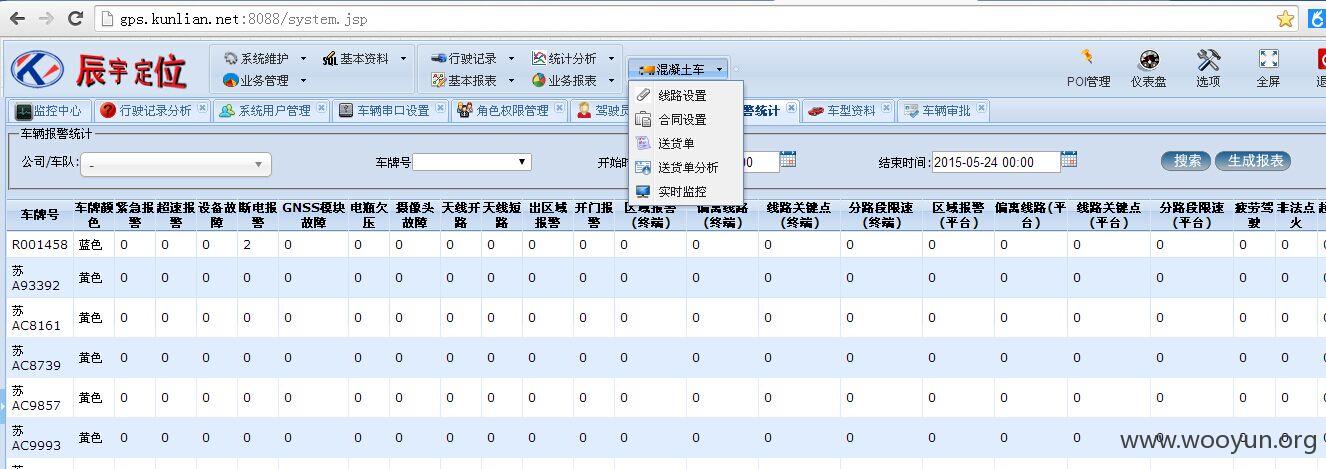 gps.kunlian.net:8088/system.jsp
辰宇定位
系统维护 基本资料 行驶记录 统计分析
业务管理 基本报表 业务报表
混凝土车
POI管理 仪表盘 选项 全屏
监控中心 行驶记录分析 系统用户管理 车辆串口设置 角色权限管理 驾驶员 警统计 车型资料 车辆审批
线路设置
合同设置
送货单
送货单分析
实时监控
车辆报警统计
公司/车队: - 车牌号 开始时 :00 结束时间: 2015-05-24 00:00 搜索 生成报表
车牌号 车牌颜色 紧急报警 超速报警 设备故障 断电报警 GNSS模块故障 电瓶欠压 摄像头故障 天线开路 天线短路 出区域报警 开门报警 区域报警(终端) 偏离线路(终端) 线路关键点(终端) 分路段限速(终端) 区域报警(平台) 偏离线路(平台) 线路关键点(平台) 分路段限速(平台) 疲劳驾驶 非法点火
R001458 蓝色 0 0 0 2 0 0 0 0 0 0 0 0 0 0 0 0 0 0 0 0 0
苏A93392 黄色 0 0 0 0 0 0 0 0 0 0 0 0 0 0 0 0 0 0 0 0 0
苏AC8161 黄色 0 0 0 0 0 0 0 0 0 0 0 0 0 0 0 0 0 0 0 0 0
苏AC8739 黄色 0 0 0 0 0 0 0 0 0 0 0 0 0 0 0 0 0 0 0 0 0
苏AC9857 黄色 0 0 0 0 0 0 0 0 0 0 0 0 0 0 0 0 0 0 0 0 0
苏AC9993 黄色 0 0 0 0 0 0 0 0 0 0 0 0 0 0 0 0 0 0 0 0 0
www.wooyun.org